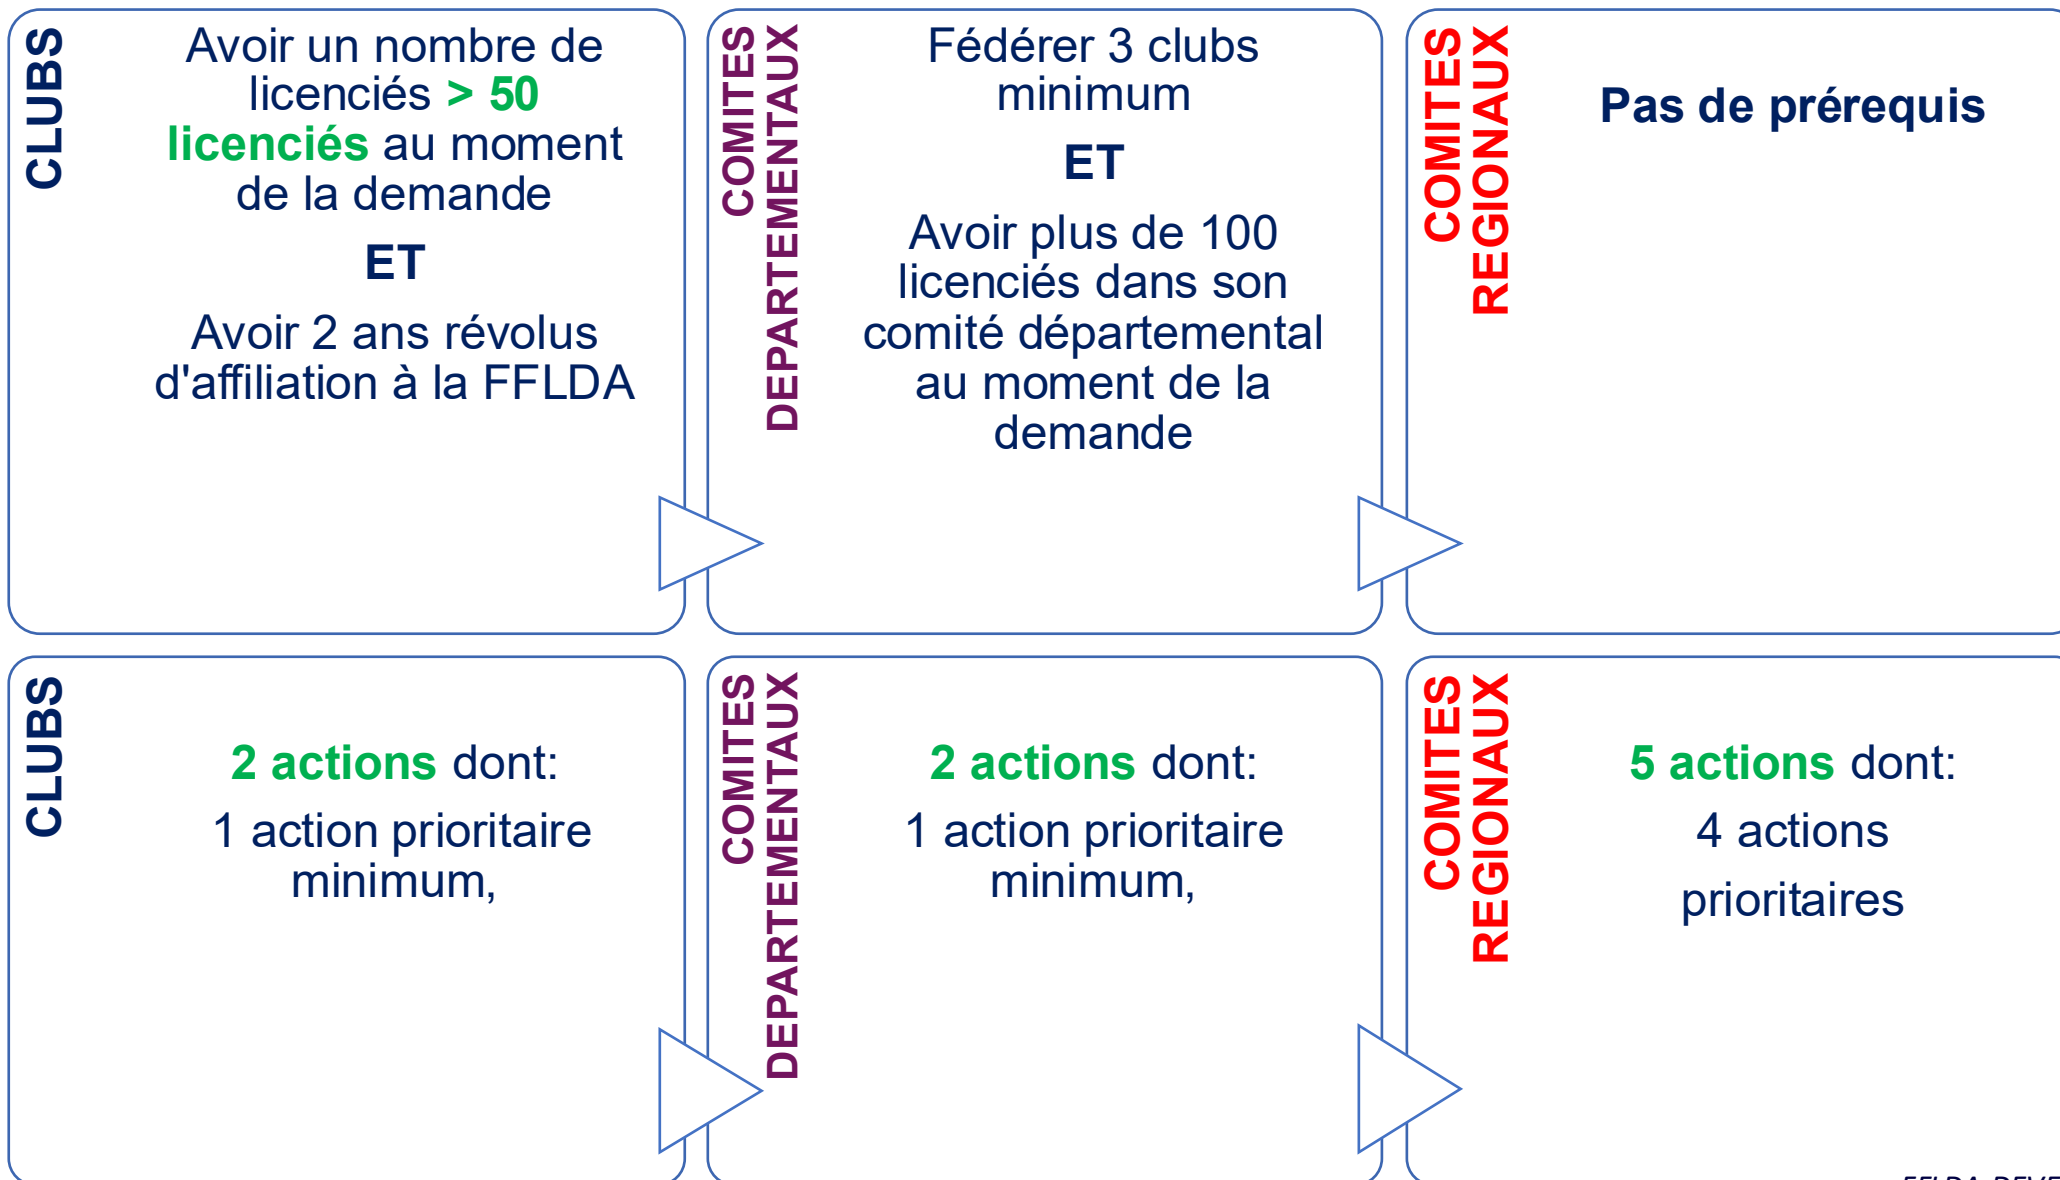 CLUBS
Avoir un nombre de
licenciés > 50
licenciés au moment
de la demande
ET
Avoir 2 ans révolus
d'affiliation à la FFLDA
COMITES
DEPARTEMENTAUX
Fédérer 3 clubs
minimum
ET
Avoir plus de 100
licenciés dans son
comité départemental
au moment de la
demande
COMITES
REGIONAUX
Pas de prérequis
CLUBS
2 actions dont:
1 action prioritaire
minimum,
COMITES
DEPARTEMENTAUX
2 actions dont:
1 action prioritaire
minimum,
COMITES
REGIONAUX
5 actions dont:
4 actions
prioritaires